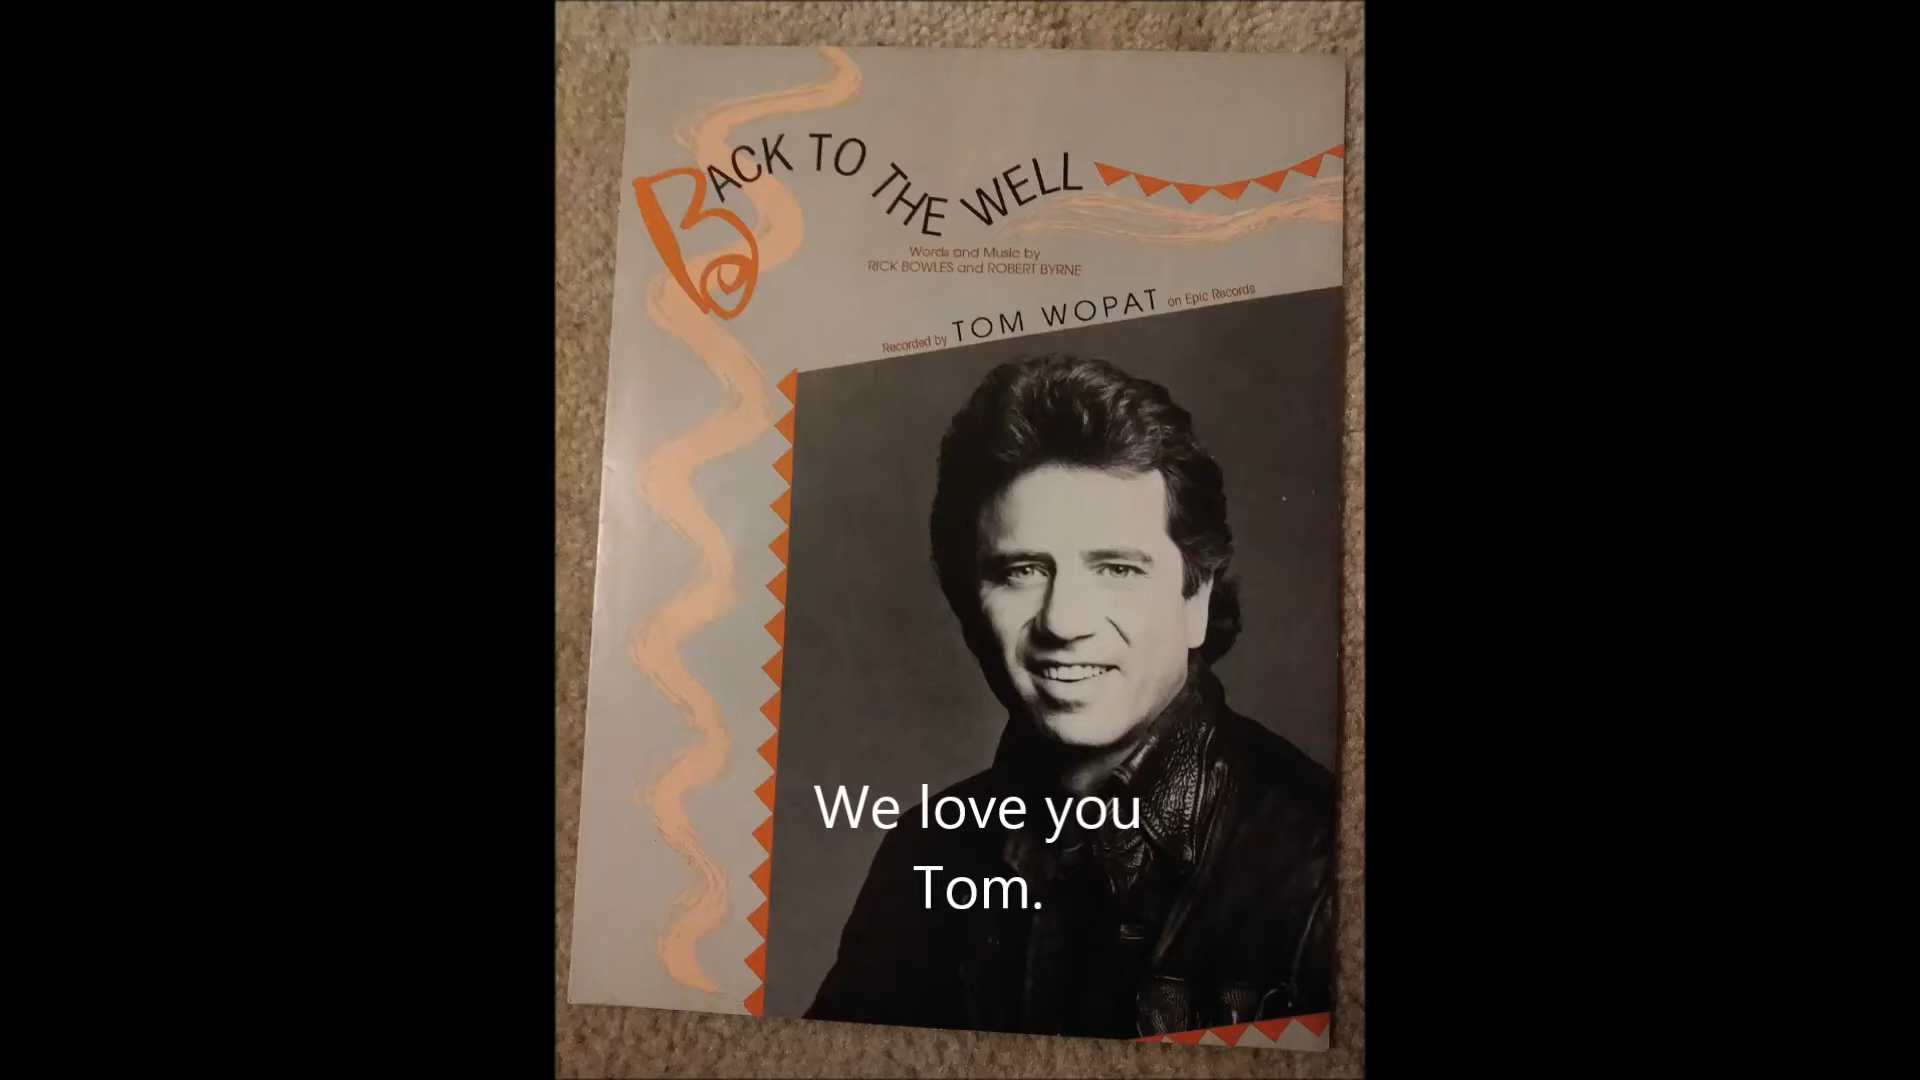 BACK TO THE WELL
Words and Music by
RICK BOWLES and ROBERT BYRNE
Recorded by TOM WOPAT on Epic Records
We love you
Tom.